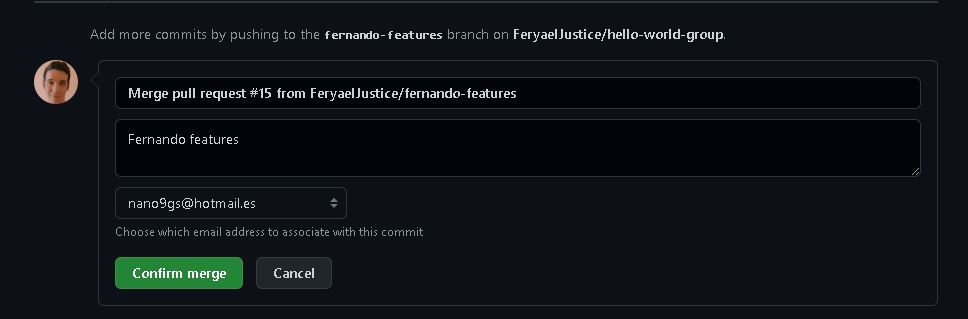 Add more commits by pushing to the fernando-features branch on FeryaelJustice/hello-world-group.
Merge pull request #15 from FeryaelJustice/fernando-features
Fernando features
nano9gs@hotmail.es
Choose which email address to associate with this commit
Confirm merge Cancel